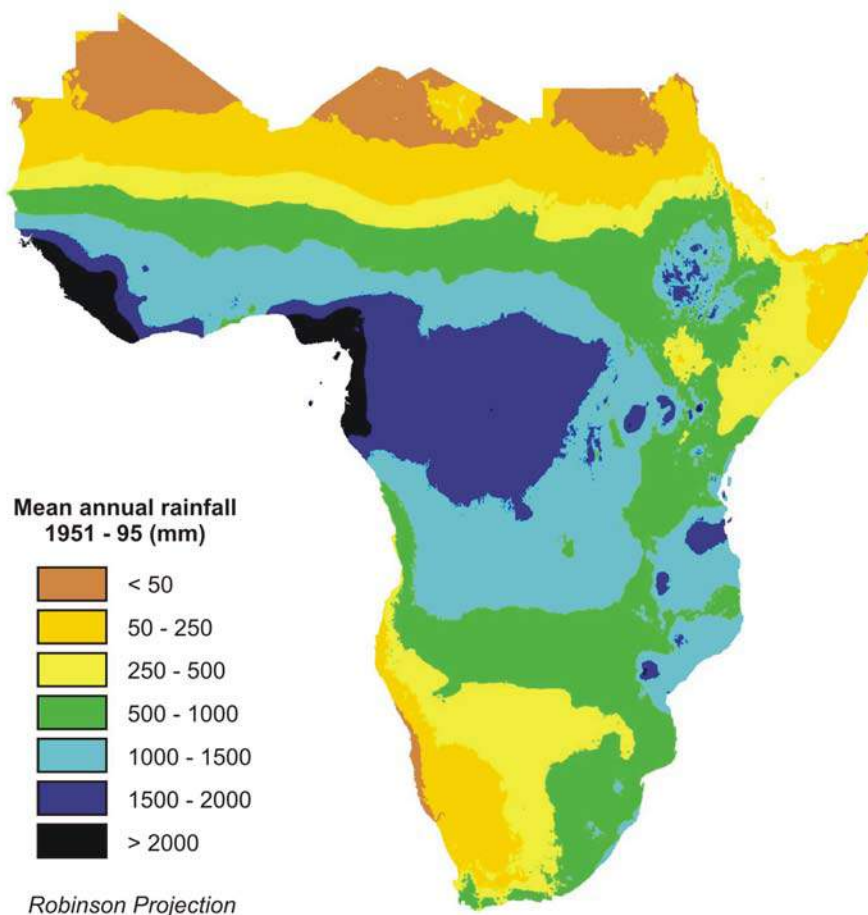 Mean annual rainfall
1951 - 95 (mm)
< 50
50 - 250
250 - 500
500 - 1000
1000 - 1500
1500 - 2000
> 2000
Robinson Projection